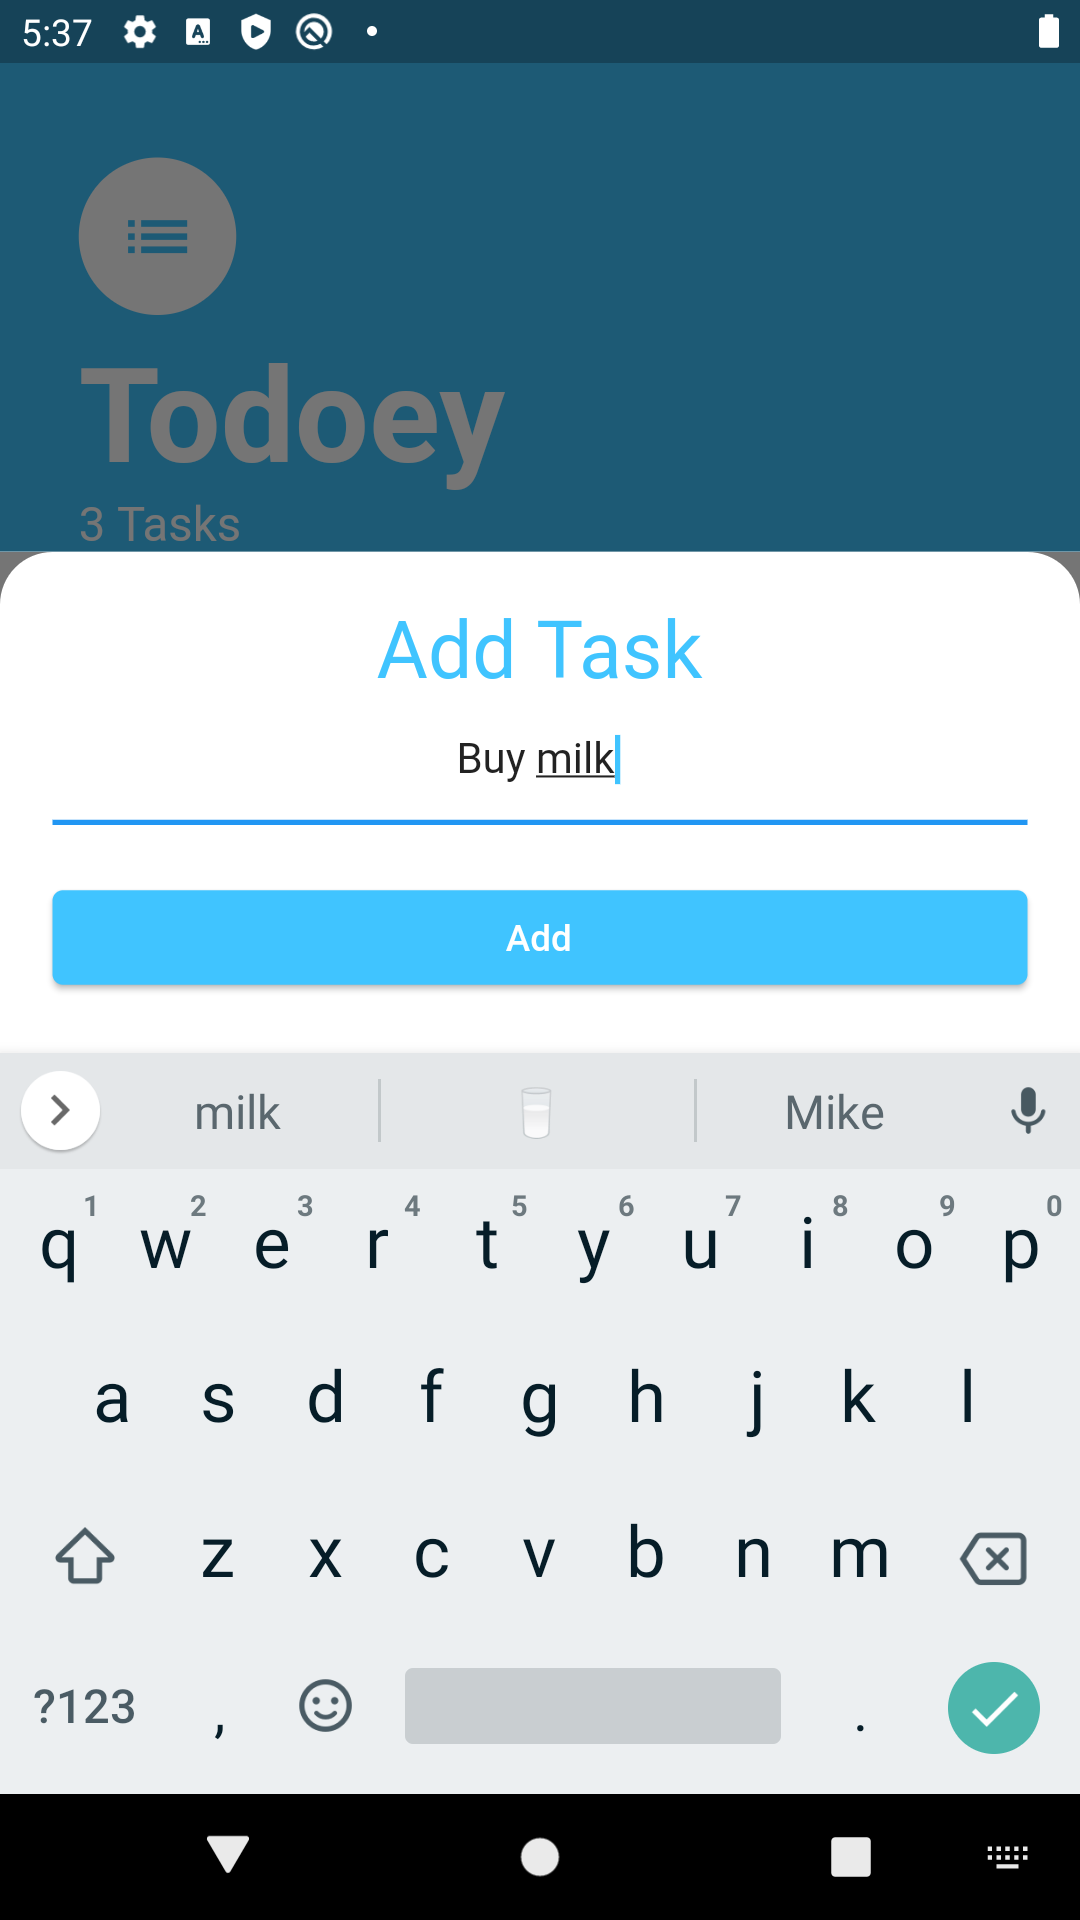 5:37
Todoey
3 Tasks
Add Task
Buy milk
Add
milk Mike
1 2 3 4 5 6 7 8 9 0
q w e r t y u i o p
a s d f g h j k l
z x c v b n m
?123 , .